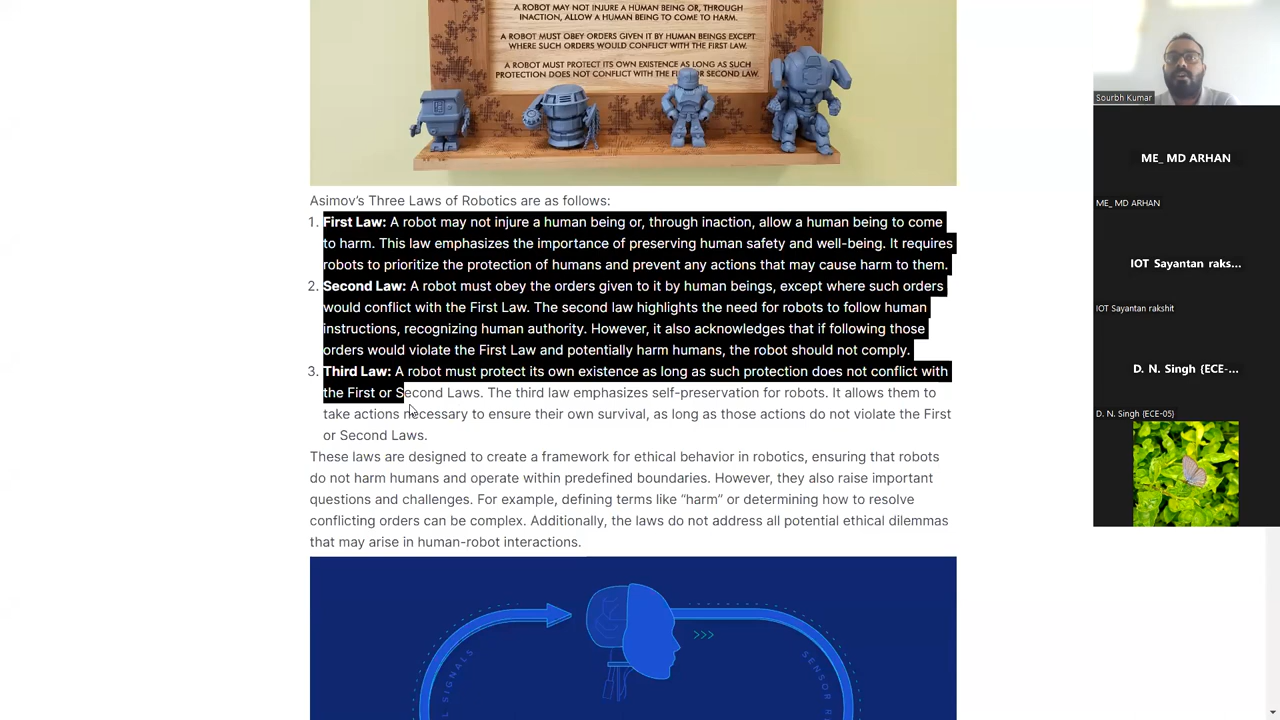 A ROBOT MAY NOT INJURE A HUMAN BEING OR, THROUGH
INACTION, ALLOW A HUMAN BEING TO COME TO HARM.
A ROBOT MUST OBEY ORDERS GIVEN IT BY HUMAN BEINGS EXCEPT
WHERE SUCH ORDERS WOULD CONFLICT WITH THE FIRST LAW.
A ROBOT MUST PROTECT ITS OWN EXISTENCE AS LONG AS SUCH
PROTECTION DOES NOT CONFLICT WITH THE OR SECOND LAW.
Asimov’s Three Laws of Robotics are as follows:
1. First Law: A robot may not injure a human being or, through inaction, allow a human being to come
to harm. This law emphasizes the importance of preserving human safety and well-being. It requires
robots to prioritize the protection of humans and prevent any actions that may cause harm to them.
2. Second Law: A robot must obey the orders given to it by human beings, except where such orders
would conflict with the First Law. The second law highlights the need for robots to follow human
instructions, recognizing human authority. However, it also acknowledges that if following those
orders would violate the First Law and potentially harm humans, the robot should not comply.
3. Third Law: A robot must protect its own existence as long as such protection does not conflict with
the First or Second Laws. The third law emphasizes self-preservation for robots. It allows them to
take actions necessary to ensure their own survival, as long as those actions do not violate the First
or Second Laws.
These laws are designed to create a framework for ethical behavior in robotics, ensuring that robots
do not harm humans and operate within predefined boundaries. However, they also raise important
questions and challenges. For example, defining terms like “harm” or determining how to resolve
conflicting orders can be complex. Additionally, the laws do not address all potential ethical dilemmas
that may arise in human-robot interactions.
>>>
SIGNALS
SENSOR
Sourbh Kumar
ME_ MD ARHAN
ME_ MD ARHAN
IOT Sayantan raks...
IOT Sayantan rakshit
D. N. Singh {ECE-...
D. N. Singh {ECE-05}